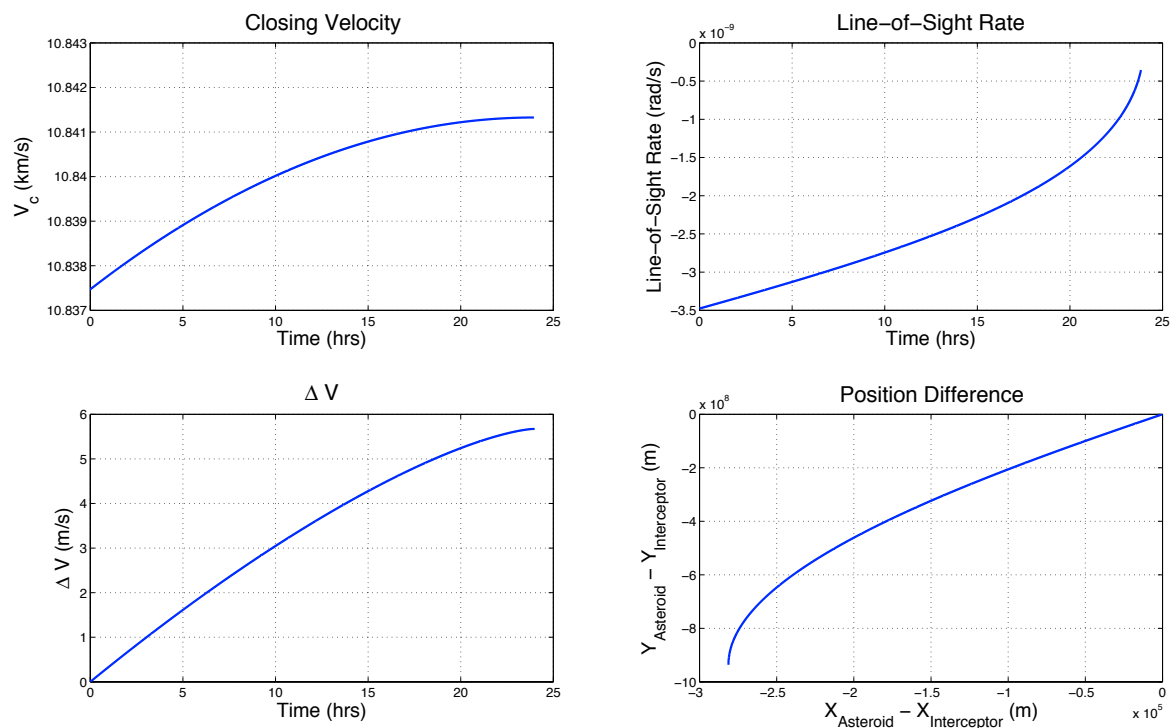 Closing Velocity
10.843
10.842
10.841
10.84
10.839
10.838
10.837
V_c (km/s)
0 5 10 15 20 25
Time (hrs)
Line−of−Sight Rate
x 10^−9
0
−0.5
−1
−1.5
−2
−2.5
−3
−3.5
Line−of−Sight Rate (rad/s)
0 5 10 15 20 25
Time (hrs)
Δ V
6
5
4
3
2
1
0
Δ V (m/s)
0 5 10 15 20 25
Time (hrs)
Position Difference
x 10^8
0
−2
−4
−6
−8
−10
Y_Asteroid − Y_Interceptor (m)
−3 −2.5 −2 −1.5 −1 −0.5 0
X_Asteroid − X_Interceptor (m)
x 10^5